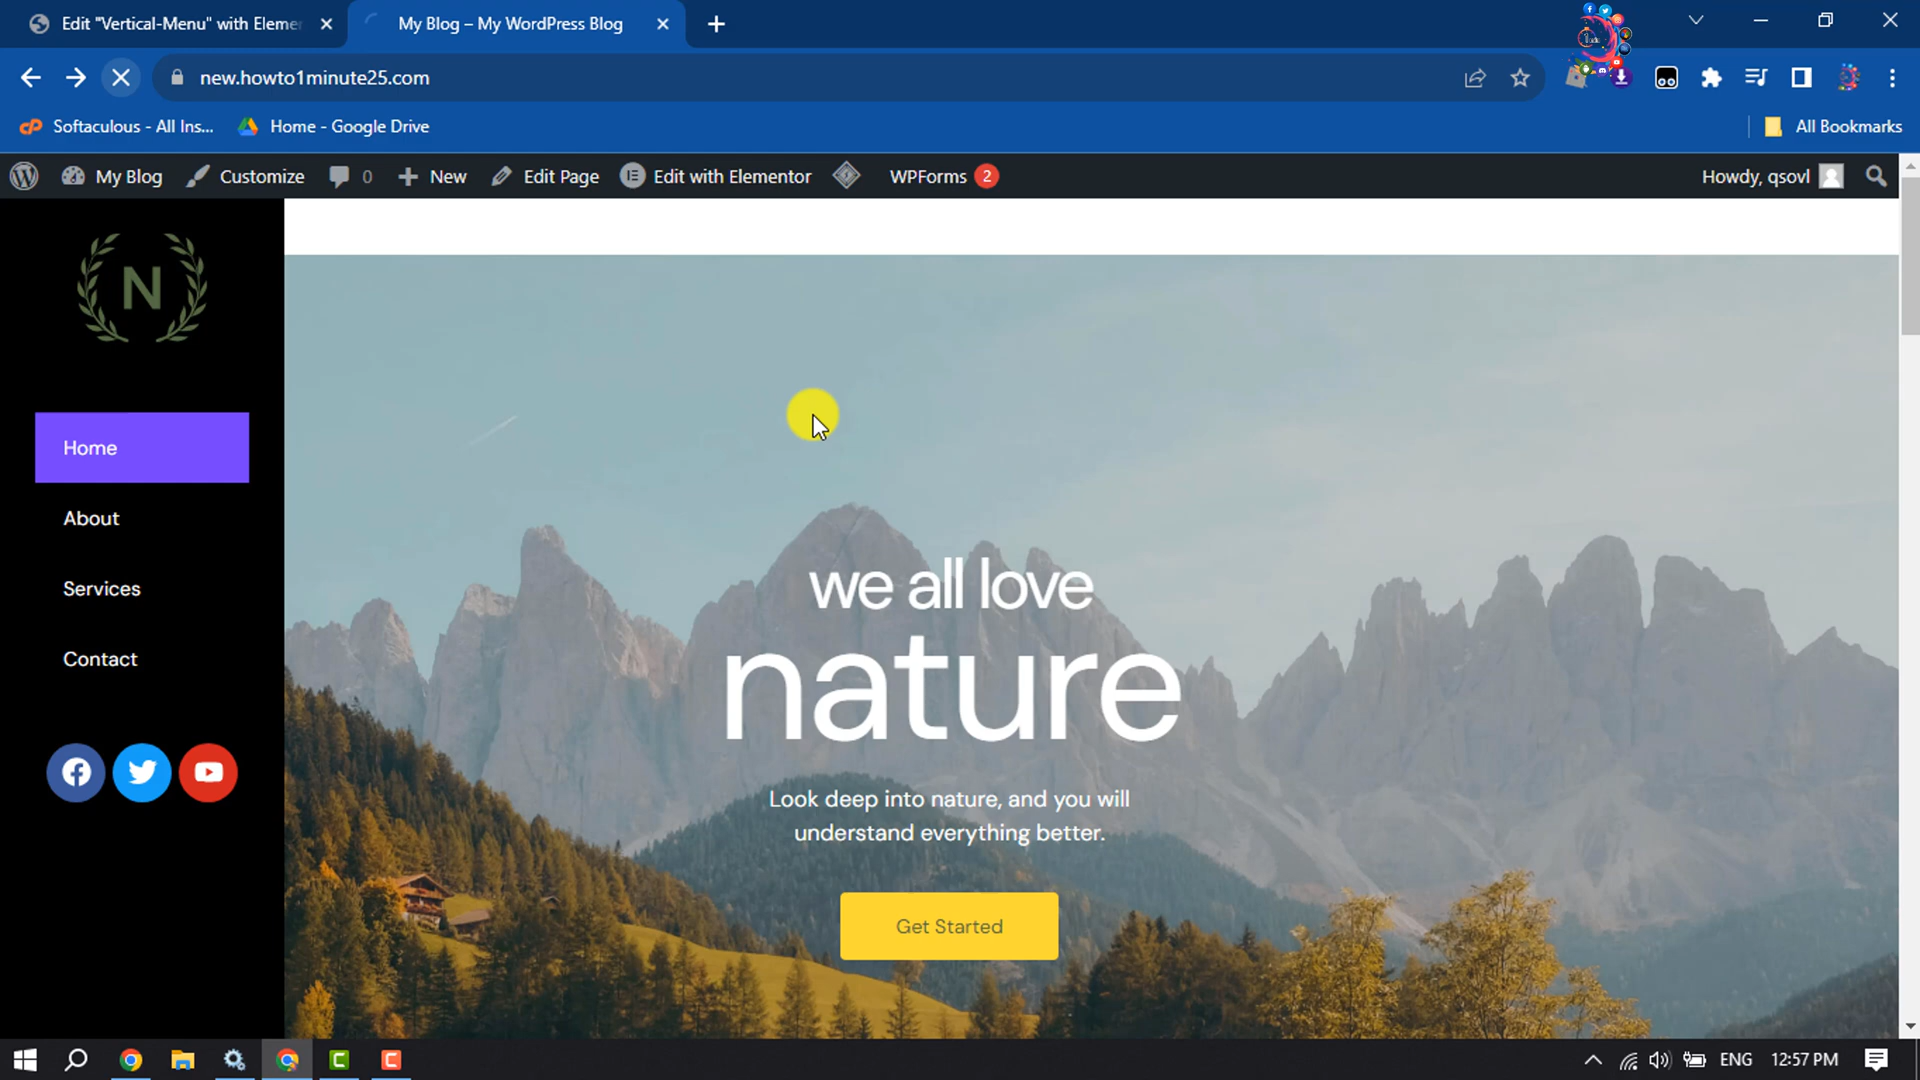 Edit "Vertical-Menu" with Eleme
My Blog – My WordPress Blog
new.howto1minute25.com
Softaculous - All Ins...
Home - Google Drive
All Bookmarks
My Blog
Customize
0
New
Edit Page
Edit with Elementor
WPForms
2
Howdy, qsovl
N
Home
About
Services
Contact
we all love
nature
Look deep into nature, and you will
understand everything better.
Get Started
ENG
12:57 PM